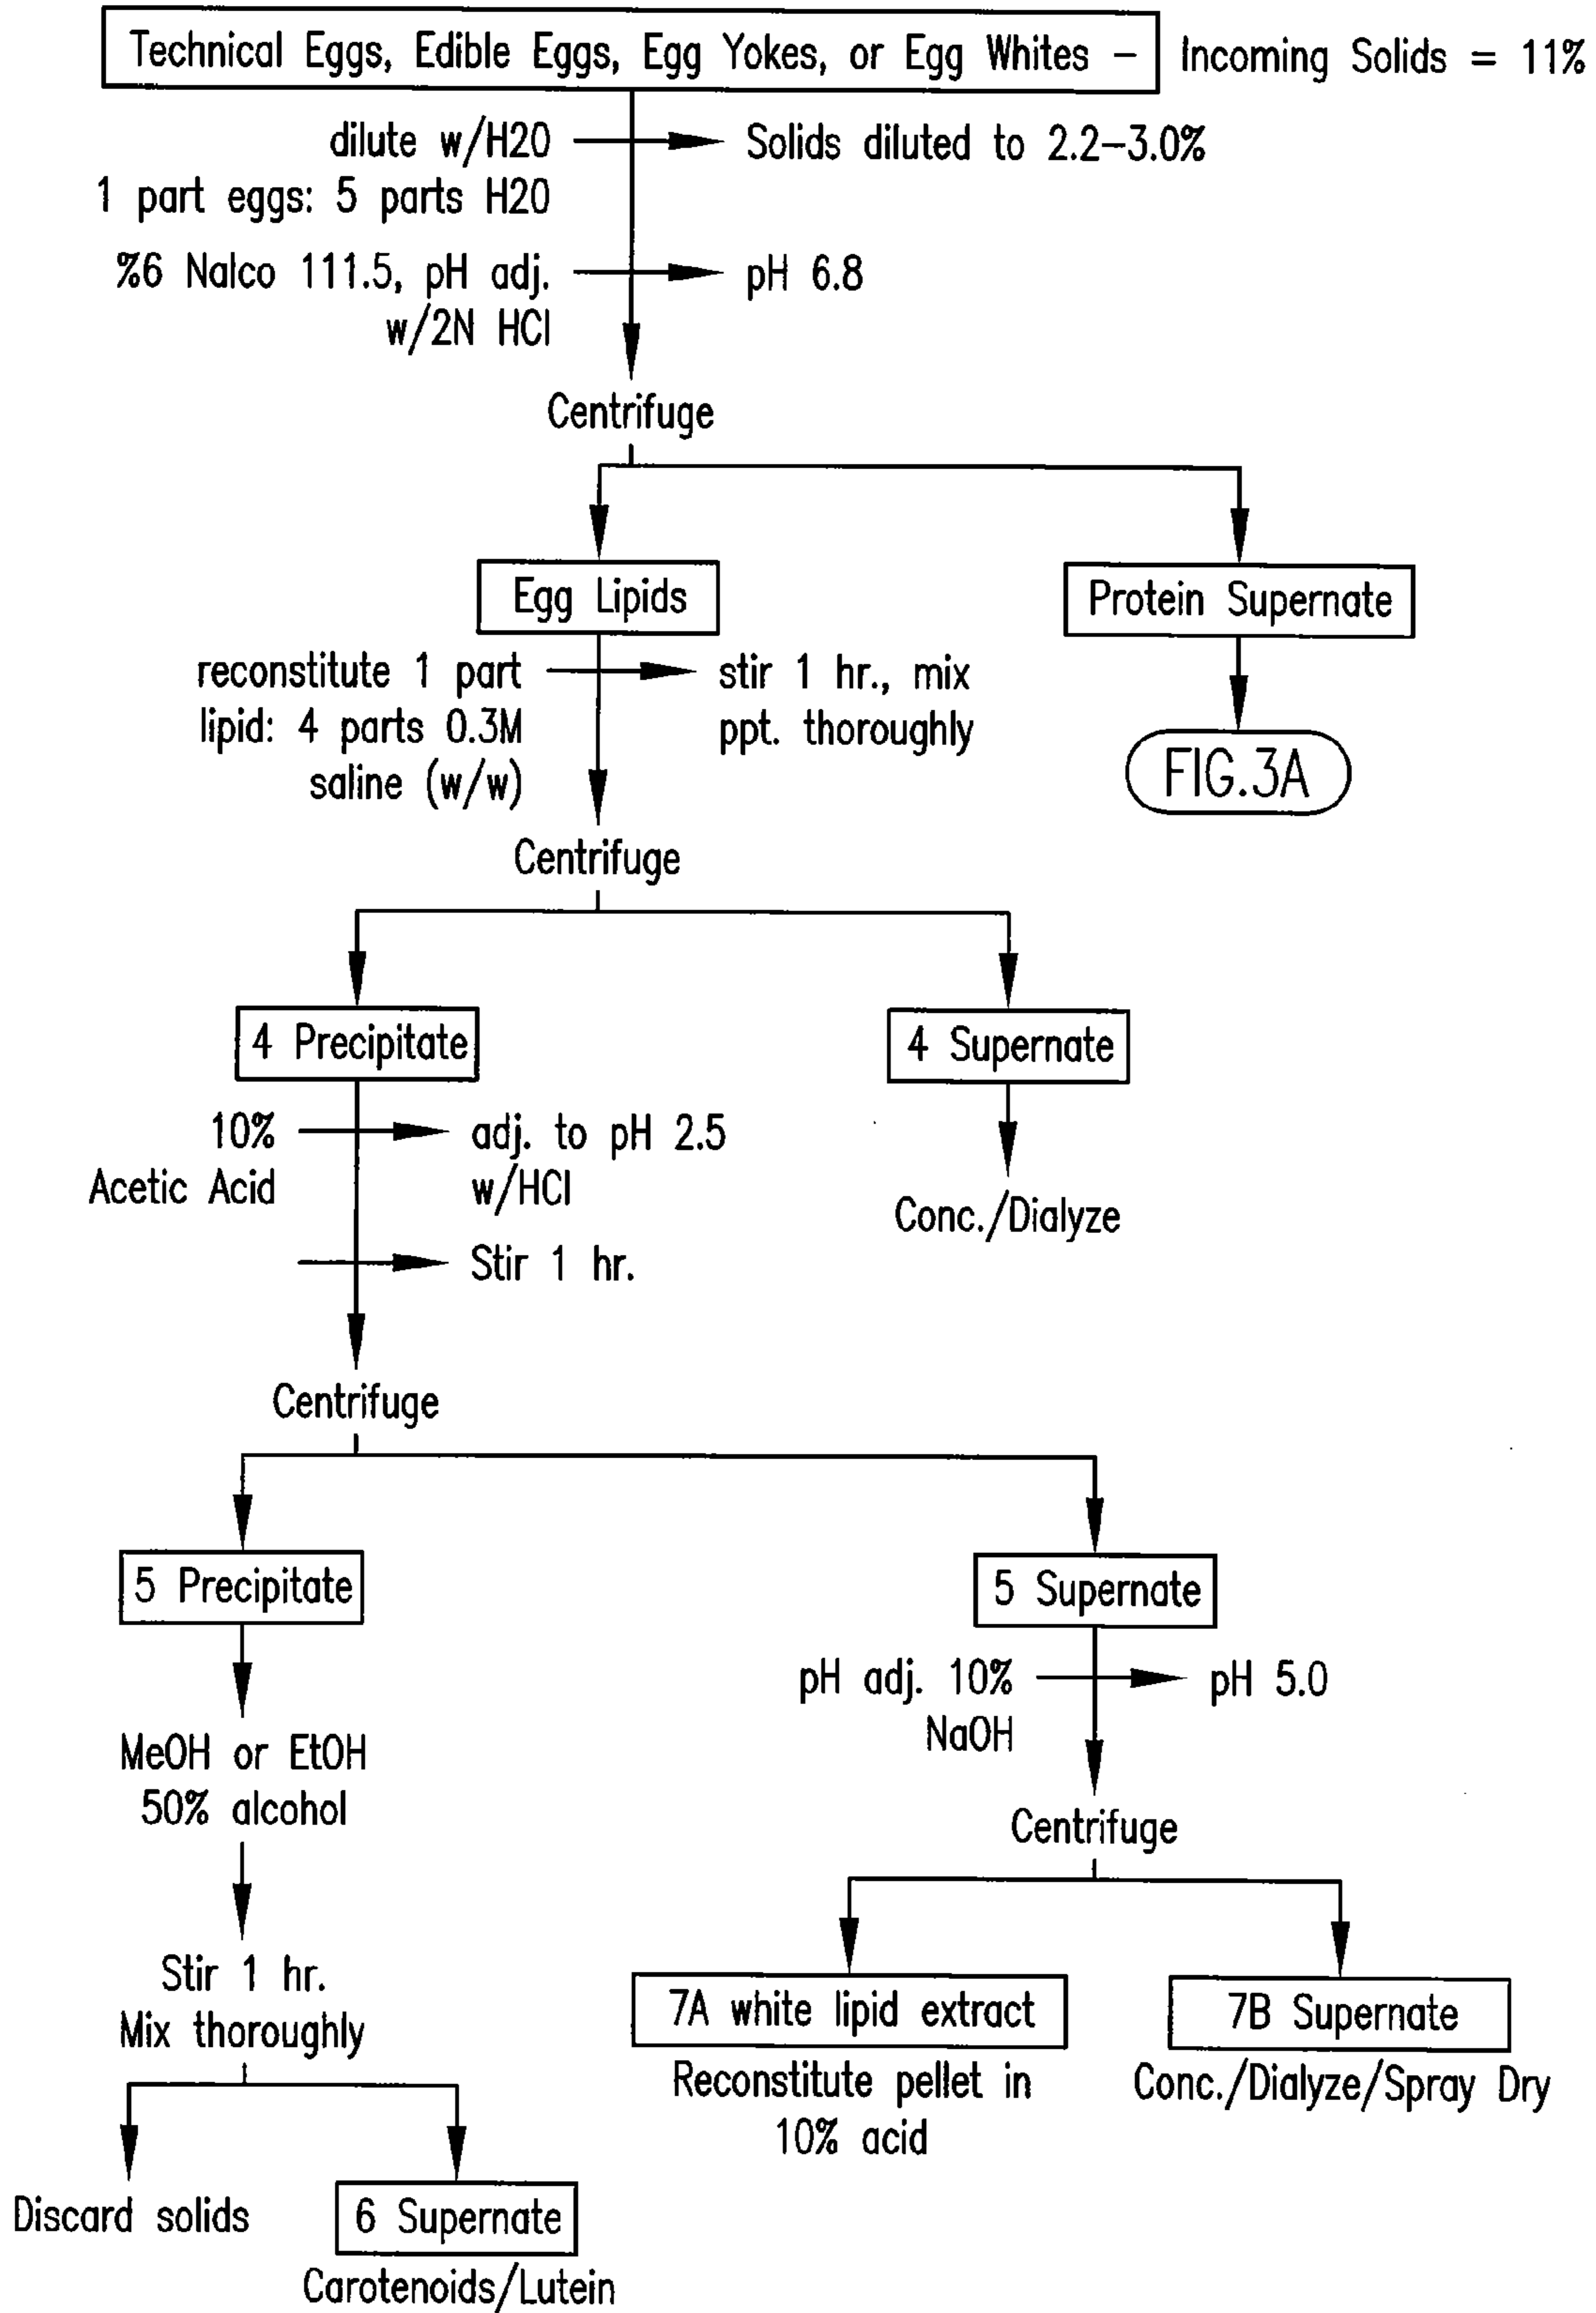 Technical Eggs, Edible Eggs, Egg Yokes, or Egg Whites – Incoming Solids = 11%
dilute w/H20
1 part eggs: 5 parts H20
Solids diluted to 2.2–3.0%
%6 Nalco 111.5, pH adj.
w/2N HCl
pH 6.8
Centrifuge
Egg Lipids
Protein Supernate
reconstitute 1 part
lipid: 4 parts 0.3M
saline (w/w)
stir 1 hr., mix
ppt. thoroughly
FIG.3A
Centrifuge
4 Precipitate
4 Supernate
10%
Acetic Acid
adj. to pH 2.5
w/HCl
Stir 1 hr.
Conc./Dialyze
Centrifuge
5 Precipitate
5 Supernate
MeOH or EtOH
50% alcohol
pH adj. 10%
NaOH
pH 5.0
Centrifuge
Stir 1 hr.
Mix thoroughly
7A white lipid extract
Reconstitute pellet in
10% acid
7B Supernate
Conc./Dialyze/Spray Dry
Discard solids
6 Supernate
Carotenoids/Lutein